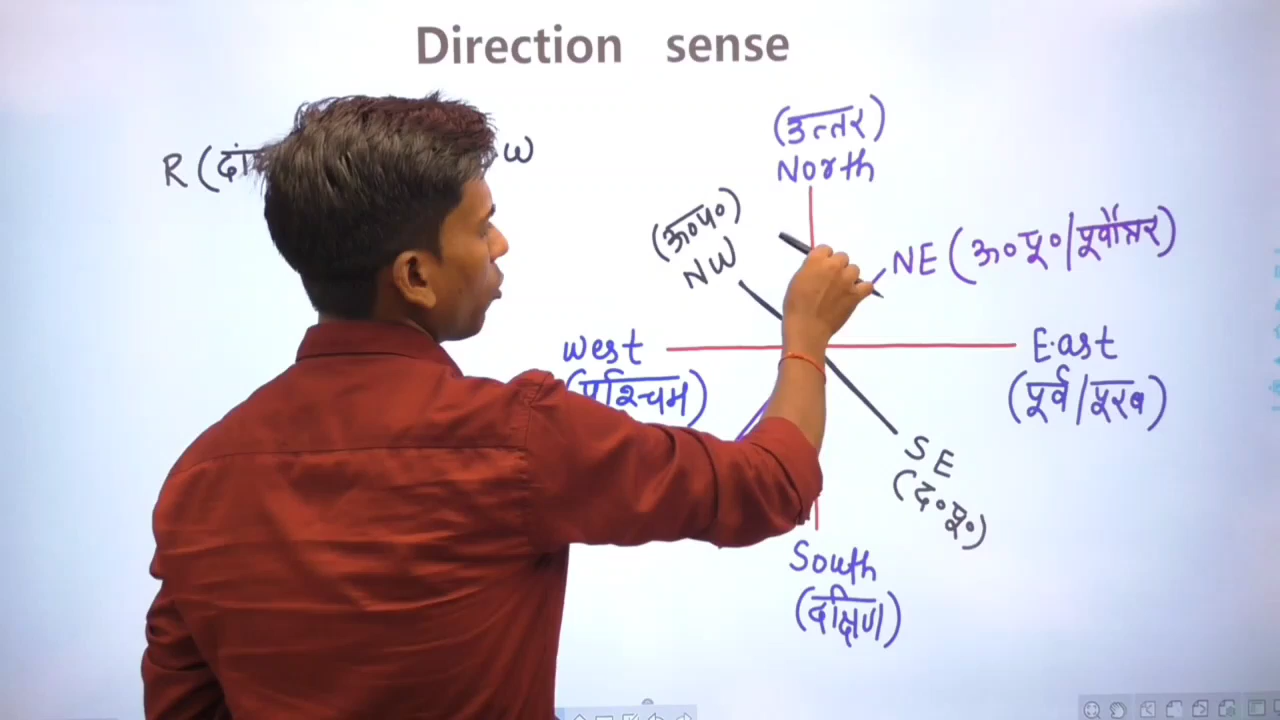 Direction sense
(उत्तर)
North
R (दां
W
(उ०प०)
NW
NE (उ०पू०/पूर्वोत्तर)
West
(पश्चिम)
East
(पूर्व/पूरब)
SE
(द०पू०)
South
(दक्षिण)